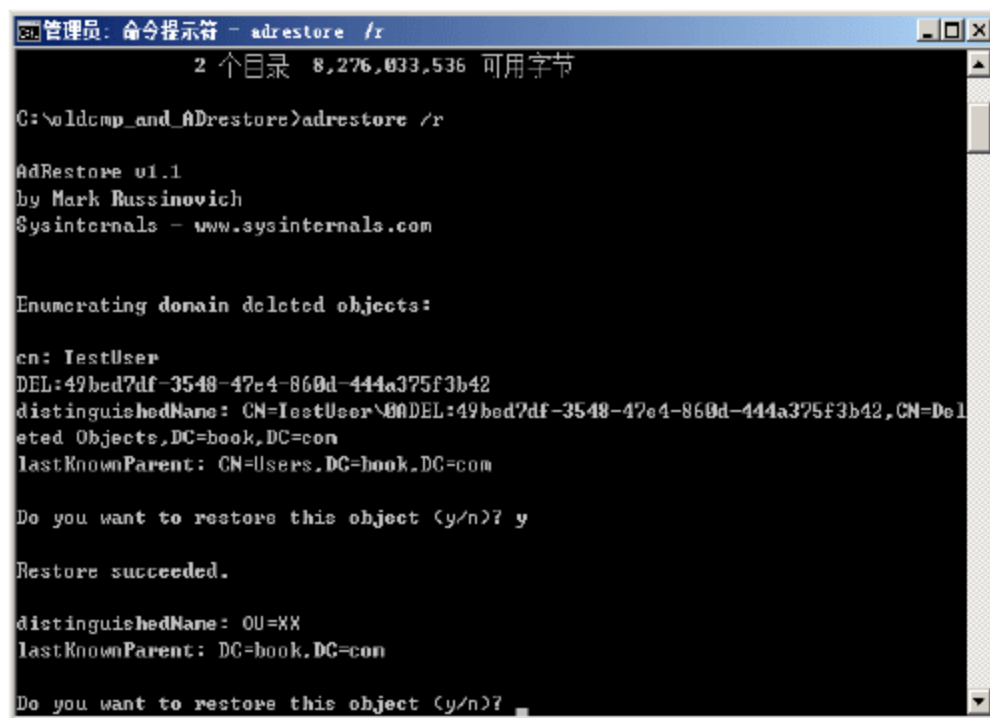 管理员: 命令提示符 - adrestore /r
2 个目录 8,276,033,536 可用字节
C:\oldcmp_and_ADrestore>adrestore /r
AdRestore v1.1
by Mark Russinovich
Sysinternals - www.sysinternals.com
Enumerating domain deleted objects:
cn: TestUser
DEL:49bed7df-3548-47e4-860d-444a375f3b42
distinguishedName: CN=TestUser\0ADEL:49bed7df-3548-47e4-860d-444a375f3b42,CN=Del
eted Objects,DC=book,DC=com
lastKnownParent: CN=Users,DC=book,DC=com
Do you want to restore this object (y/n)? y
Restore succeeded.
distinguishedName: OU=XX
lastKnownParent: DC=book,DC=com
Do you want to restore this object (y/n)?